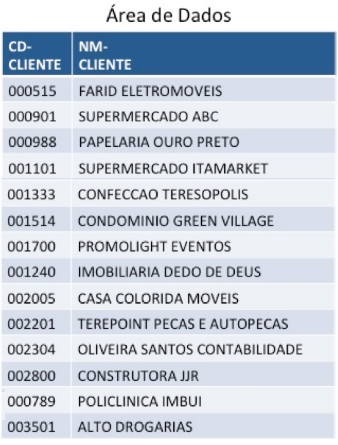 Área de Dados
CD-CLIENTE NM-CLIENTE
000515 FARID ELETROMOVEIS
000901 SUPERMERCADO ABC
000988 PAPELARIA OURO PRETO
001101 SUPERMERCADO ITAMARKET
001333 CONFECCAO TERESOPOLIS
001514 CONDOMINIO GREEN VILLAGE
001700 PROMOLIGHT EVENTOS
001240 IMOBILIARIA DEDO DE DEUS
002005 CASA COLORIDA MOVEIS
002201 TEREPOINT PECAS E AUTOPECAS
002304 OLIVEIRA SANTOS CONTABILIDADE
002800 CONSTRUTORA JJR
000789 POLICLINICA IMBUI
003501 ALTO DROGARIAS